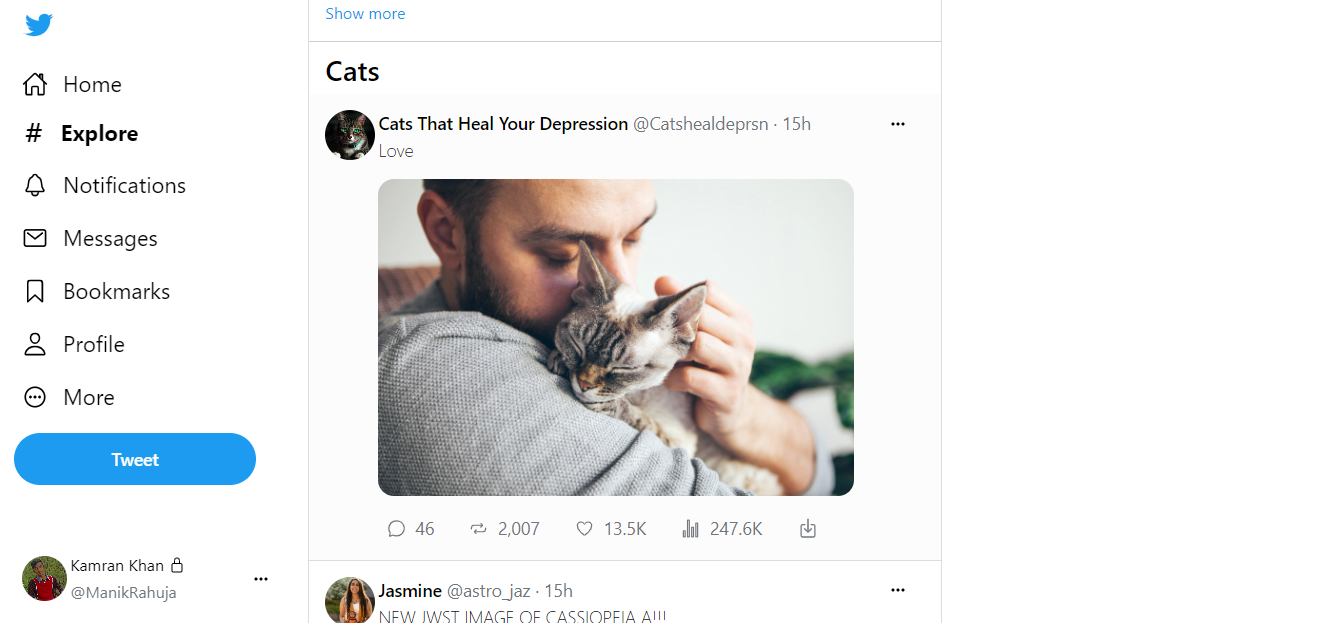 Home
Explore
Notifications
Messages
Bookmarks
Profile
More
Tweet
Kamran Khan
@ManikRahuja
Show more
Cats
Cats That Heal Your Depression @Catshealdeprsn · 15h
Love
46 2,007 13.5K 247.6K
Jasmine @astro_jaz · 15h
NEW JWST IMAGE OF CASSIOPEIA A!!!